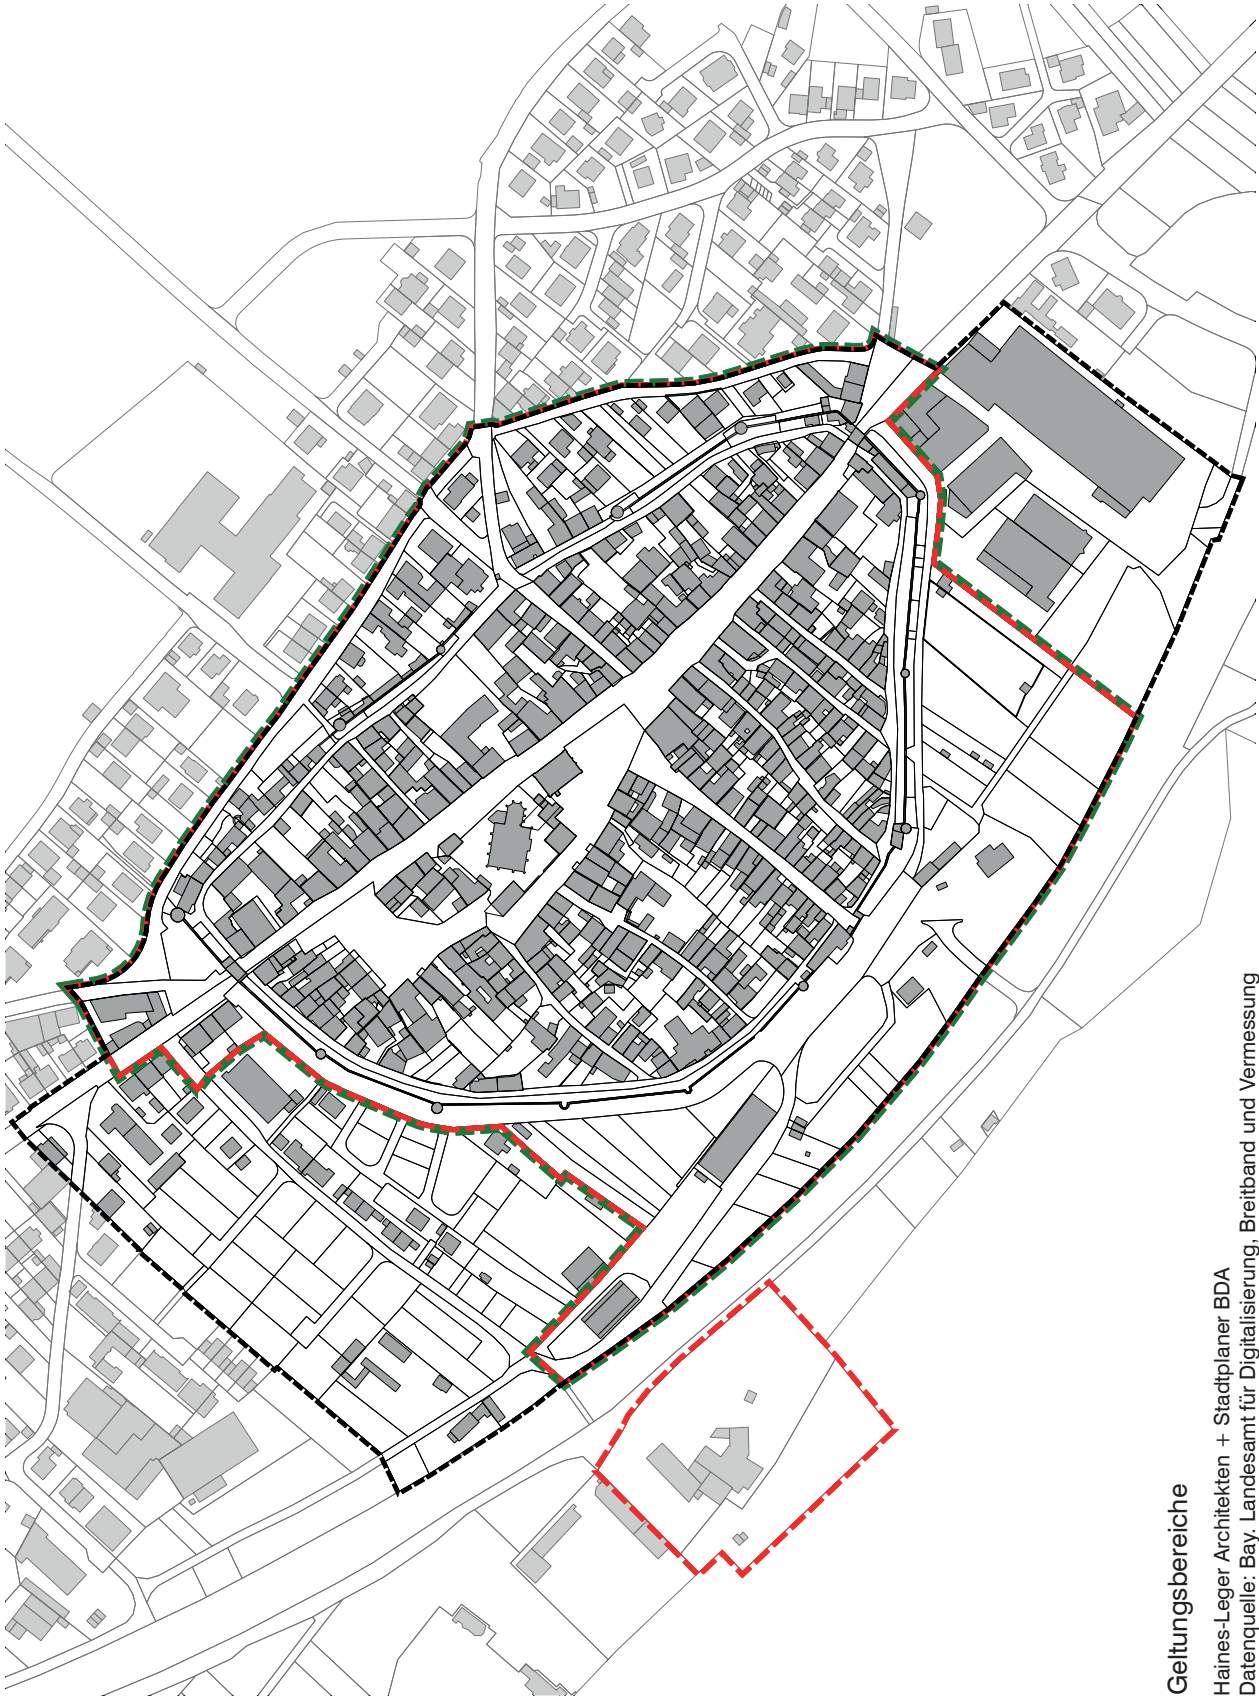 Geltungsbereiche
Haines-Leger Architekten + Stadtplaner BDA
Datenquelle: Bay. Landesamt für Digitalisierung, Breitband und Vermessung